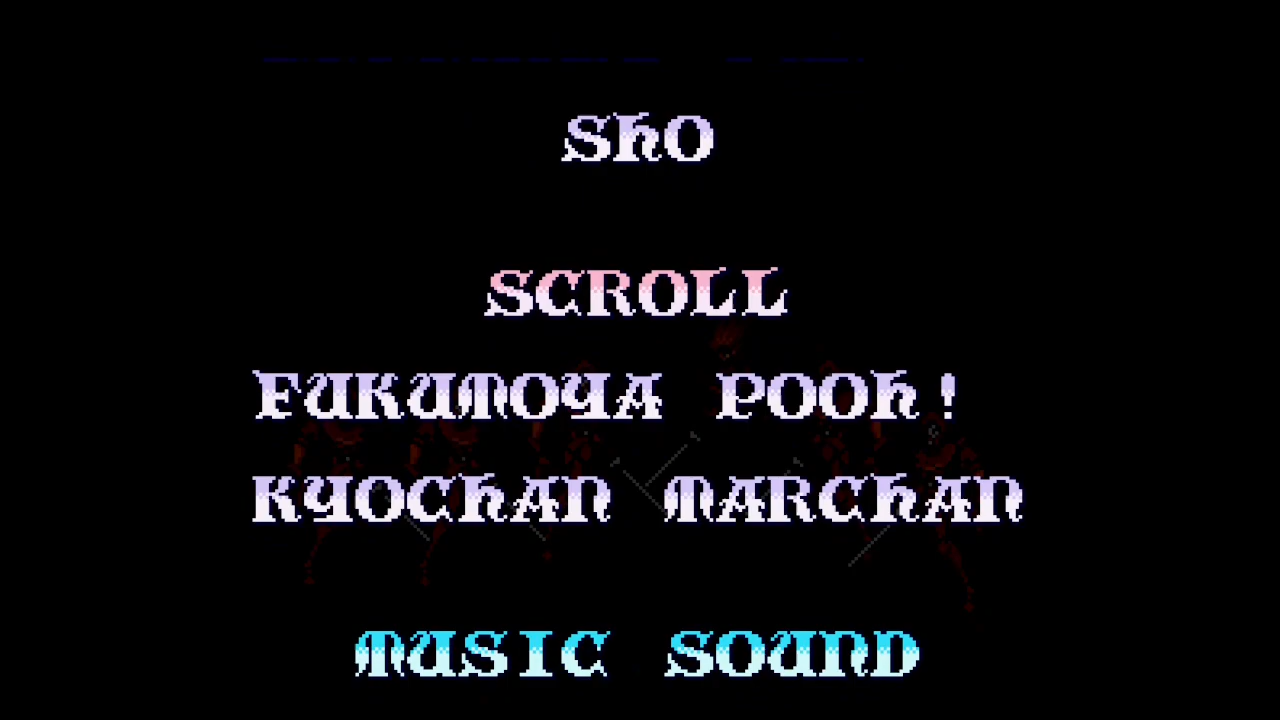 SHO
SCROLL
FUKUMOYA POOH!
KYOCHAN MARCHAN
MUSIC SOUND